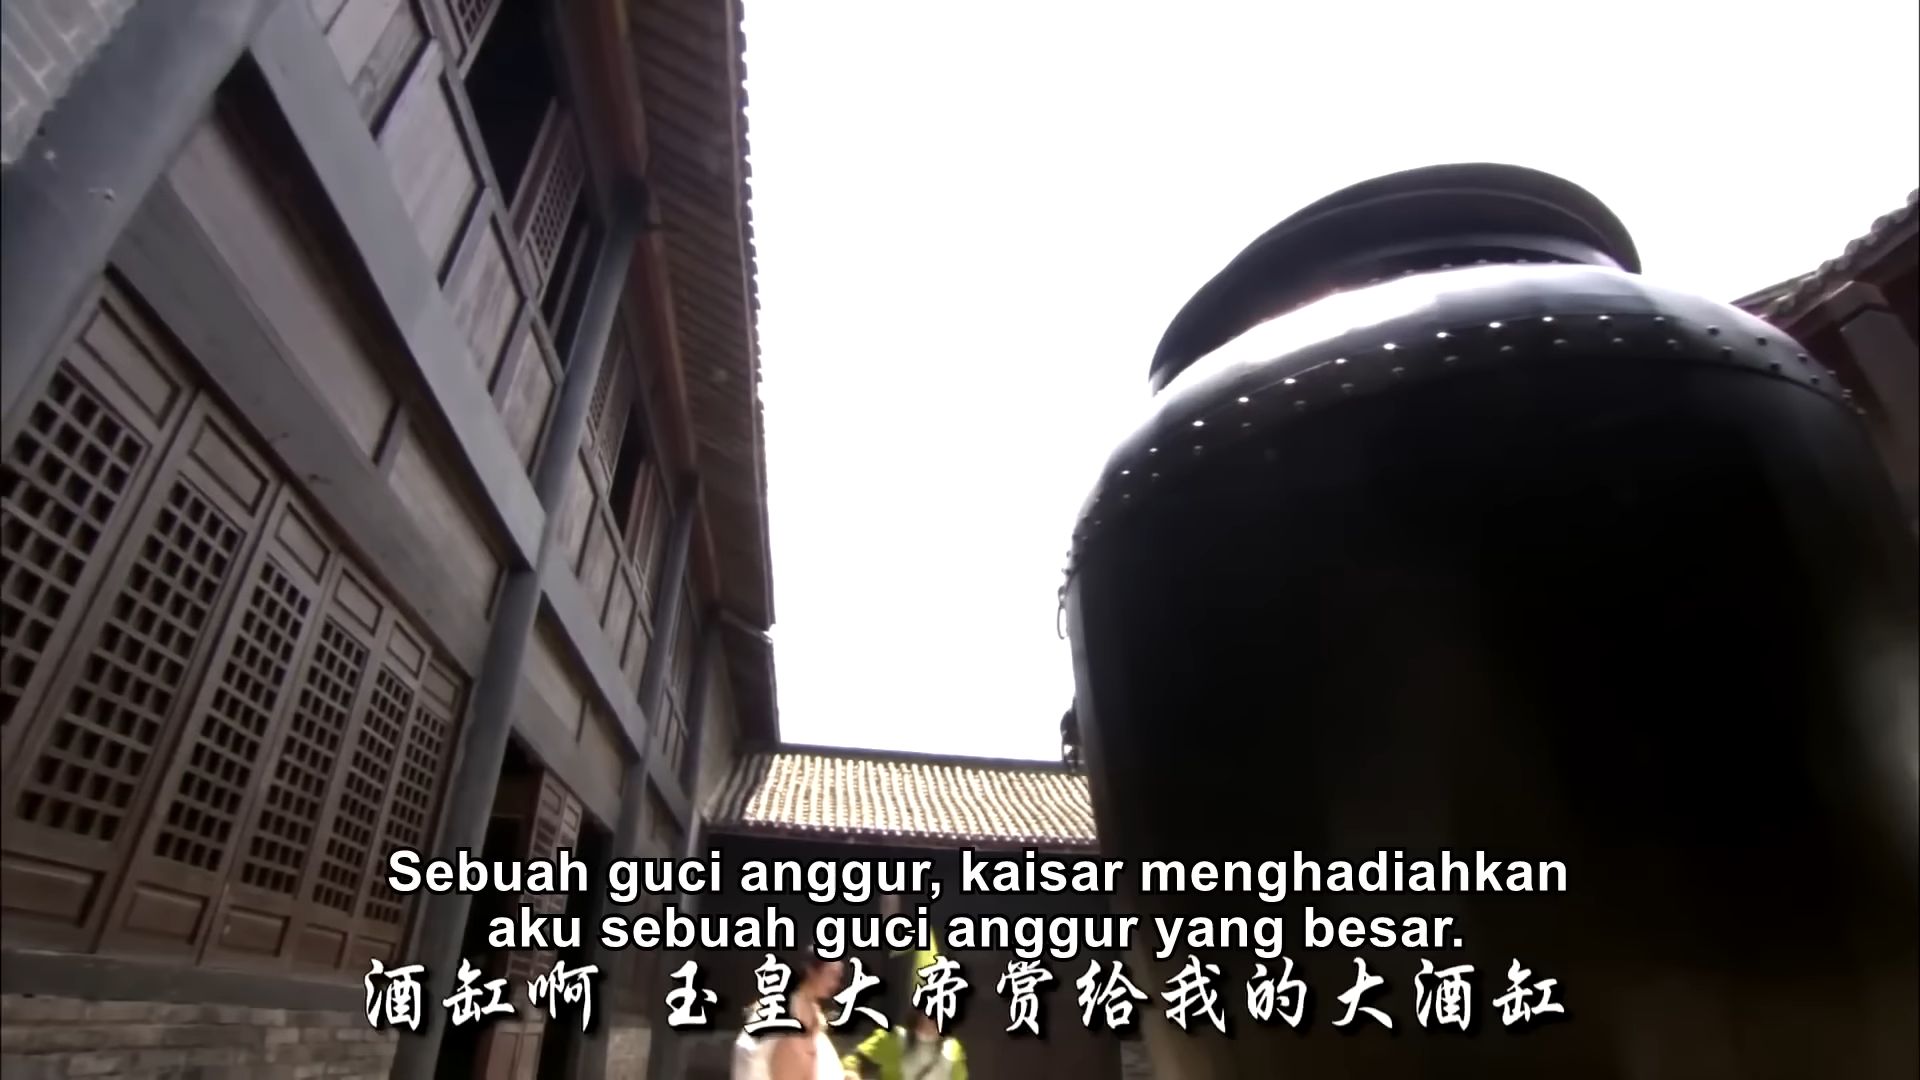 Sebuah guci anggur, kaisar menghadiahkan
aku sebuah guci anggur yang besar.
酒缸啊 玉皇大帝赏给我的大酒缸